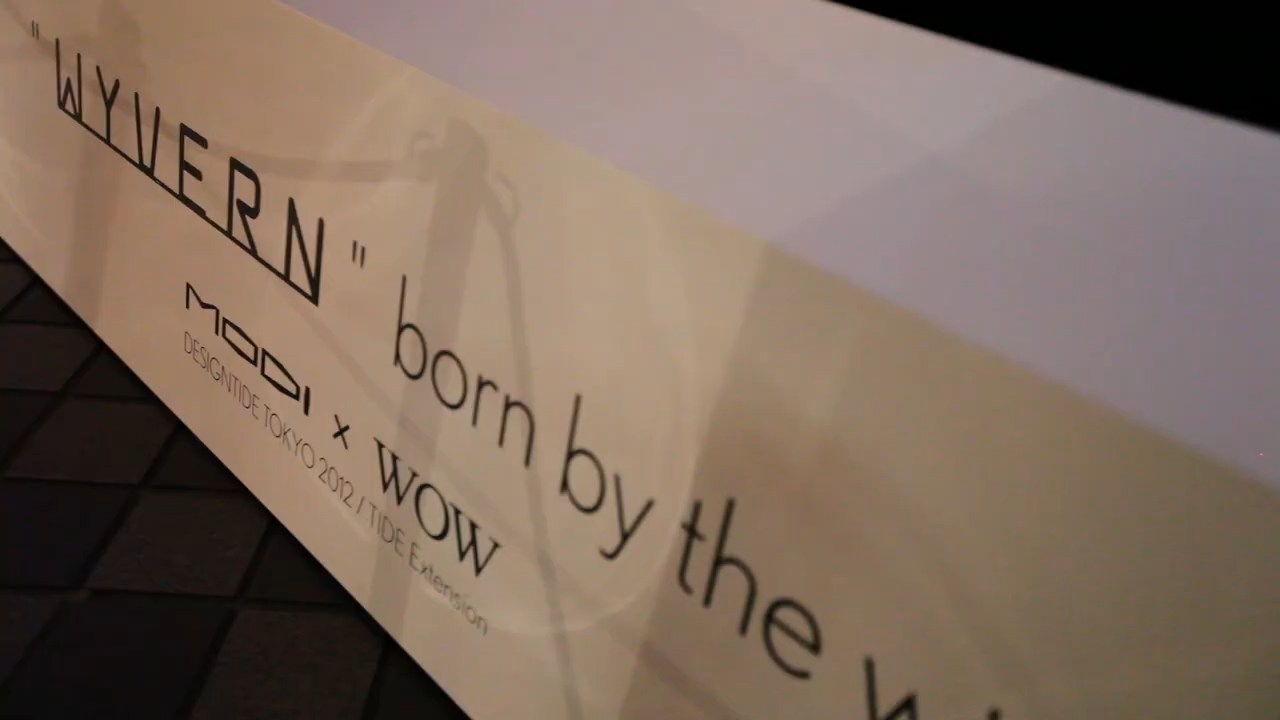 "WYVERN" born by the
MODI × WOW
DESIGNTIDE TOKYO 2012 / TIDE Extension